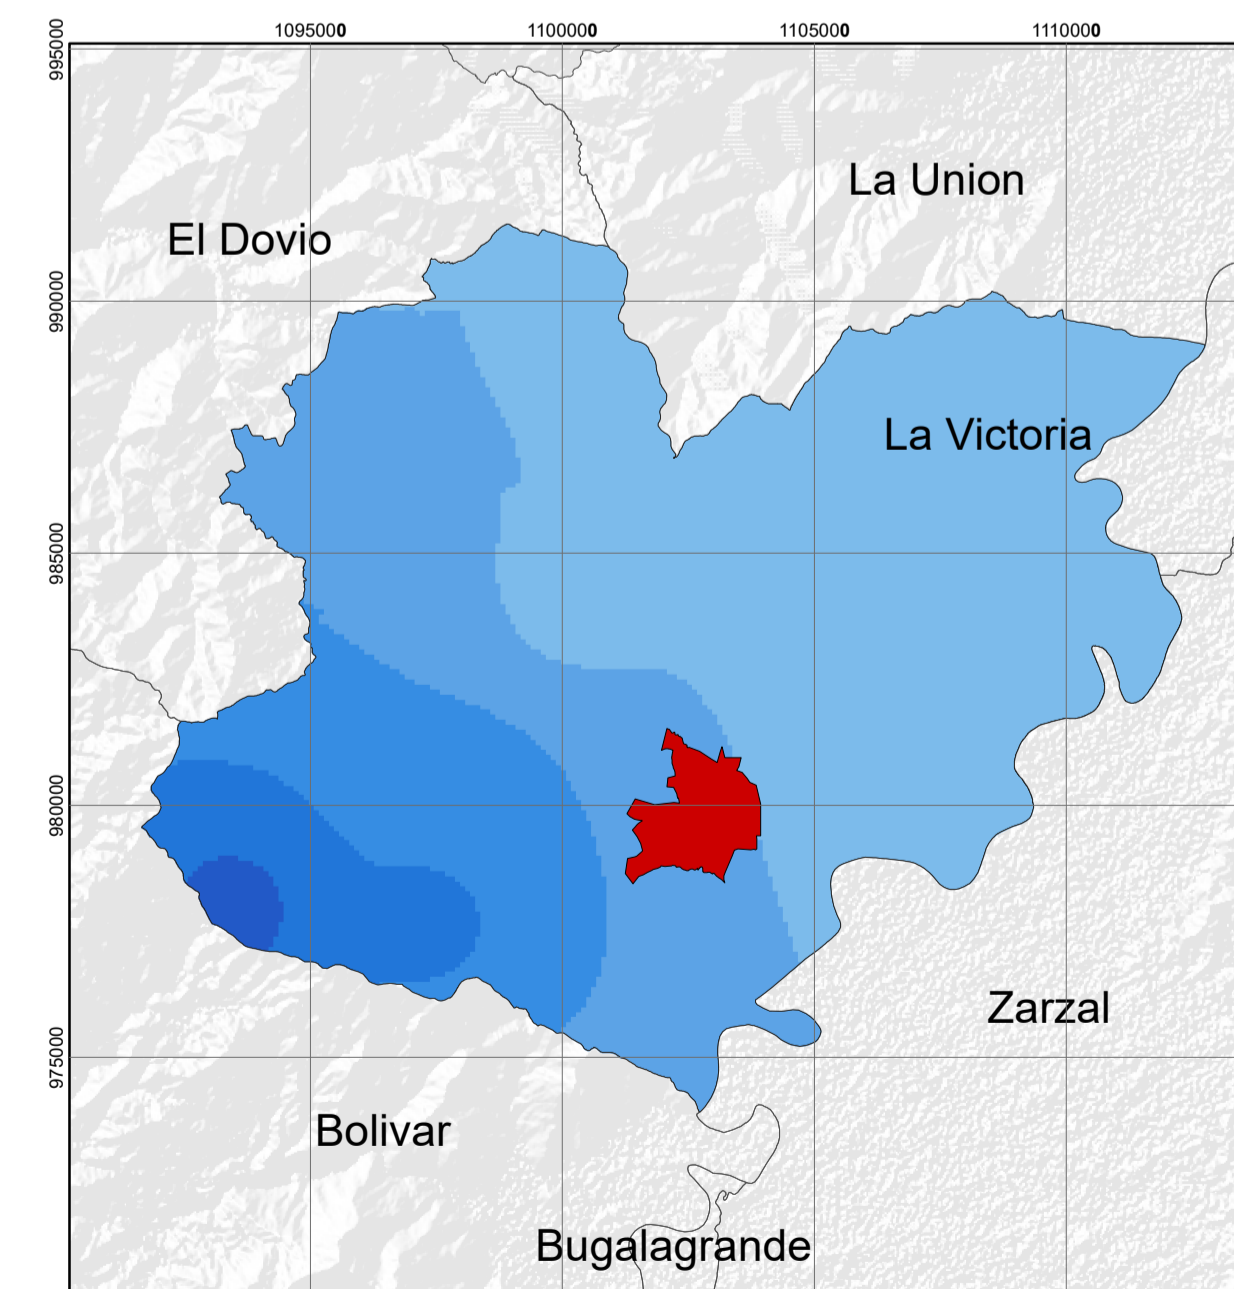 1095000 1100000 1105000 1110000
995000
La Union
El Dovio
990000
La Victoria
985000
980000
Zarzal
975000
Bolivar
Bugalagrande